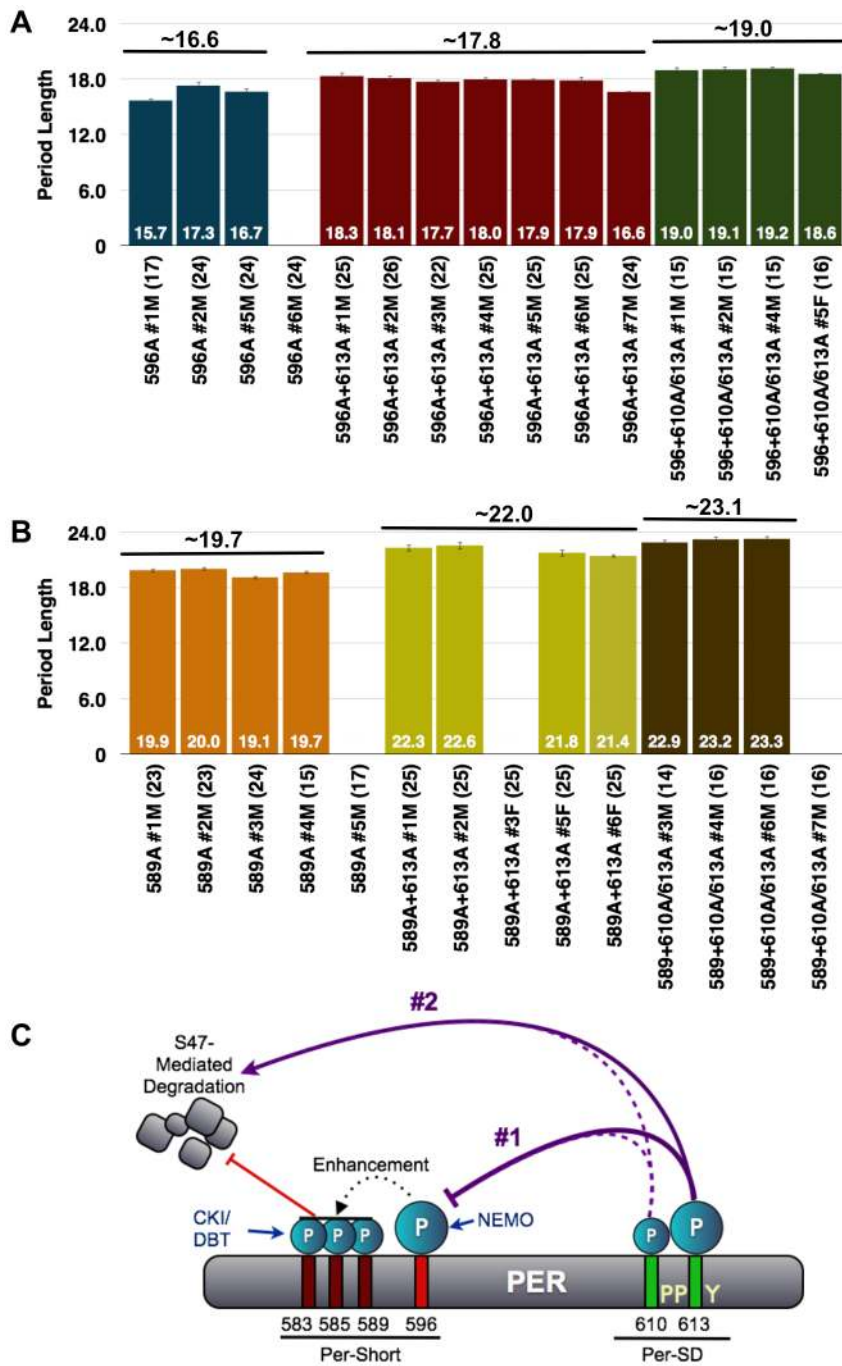 A
~16.6
~17.8
~19.0
Period Length
24.0
18.0
12.0
6.0
0
15.7
17.3
16.7
18.3
18.1
17.7
18.0
17.9
17.9
16.6
19.0
19.1
19.2
18.6
596A #1M (17)
596A #2M (24)
596A #5M (24)
596A #6M (24)
596A+613A #1M (25)
596A+613A #2M (26)
596A+613A #3M (22)
596A+613A #4M (25)
596A+613A #5M (25)
596A+613A #6M (25)
596A+613A #7M (24)
596+610A/613A #1M (15)
596+610A/613A #2M (15)
596+610A/613A #4M (15)
596+610A/613A #5F (16)
B
~19.7
~22.0
~23.1
Period Length
24.0
18.0
12.0
6.0
0
19.9
20.0
19.1
19.7
22.3
22.6
21.8
21.4
22.9
23.2
23.3
589A #1M (23)
589A #2M (23)
589A #3M (24)
589A #4M (15)
589A #5M (17)
589A+613A #1M (25)
589A+613A #2M (25)
589A+613A #3F (25)
589A+613A #5F (25)
589A+613A #6F (25)
589+610A/613A #3M (14)
589+610A/613A #4M (16)
589+610A/613A #6M (16)
589+610A/613A #7M (16)
C
#2
S47-
Mediated
Degradation
#1
Enhancement
CKI/
DBT
P
P
P
P
NEMO
P
P
PER
PP
Y
583
585
589
596
610
613
Per-Short
Per-SD